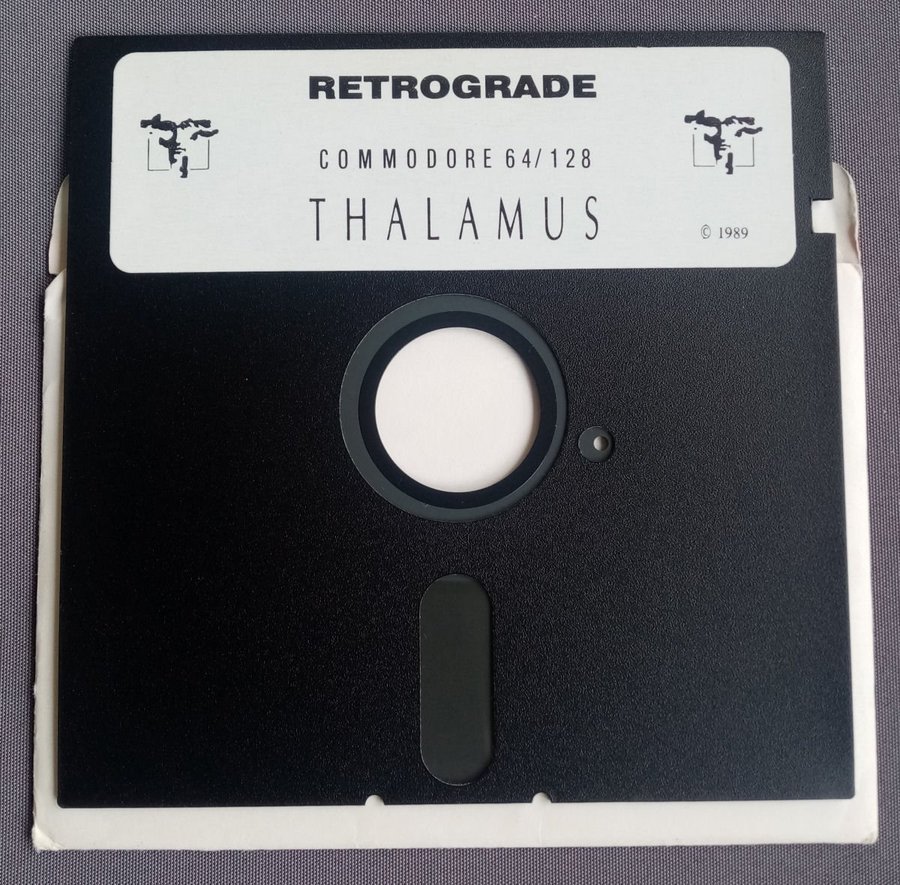 RETROGRADE
COMMODORE 64/128
THALAMUS
© 1989